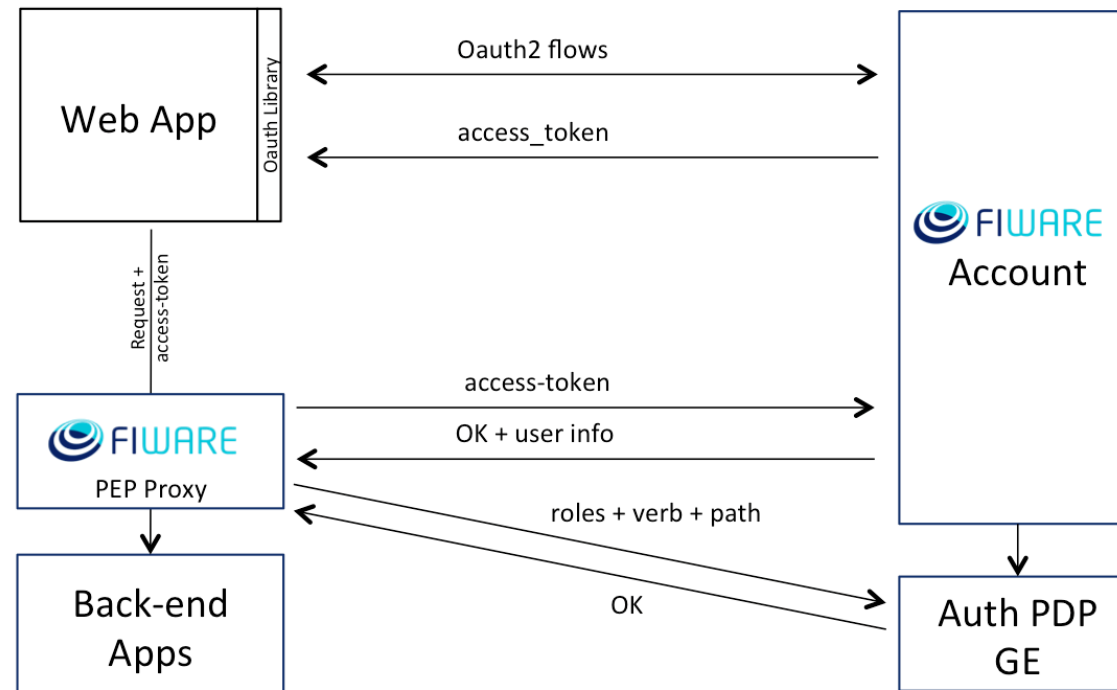 Oauth2 flows
Web App
Oauth Library
access_token
FIWARE
Account
Request +
access-token
access-token
FIWARE
PEP Proxy
OK + user info
roles + verb + path
OK
Back-end
Apps
Auth PDP
GE